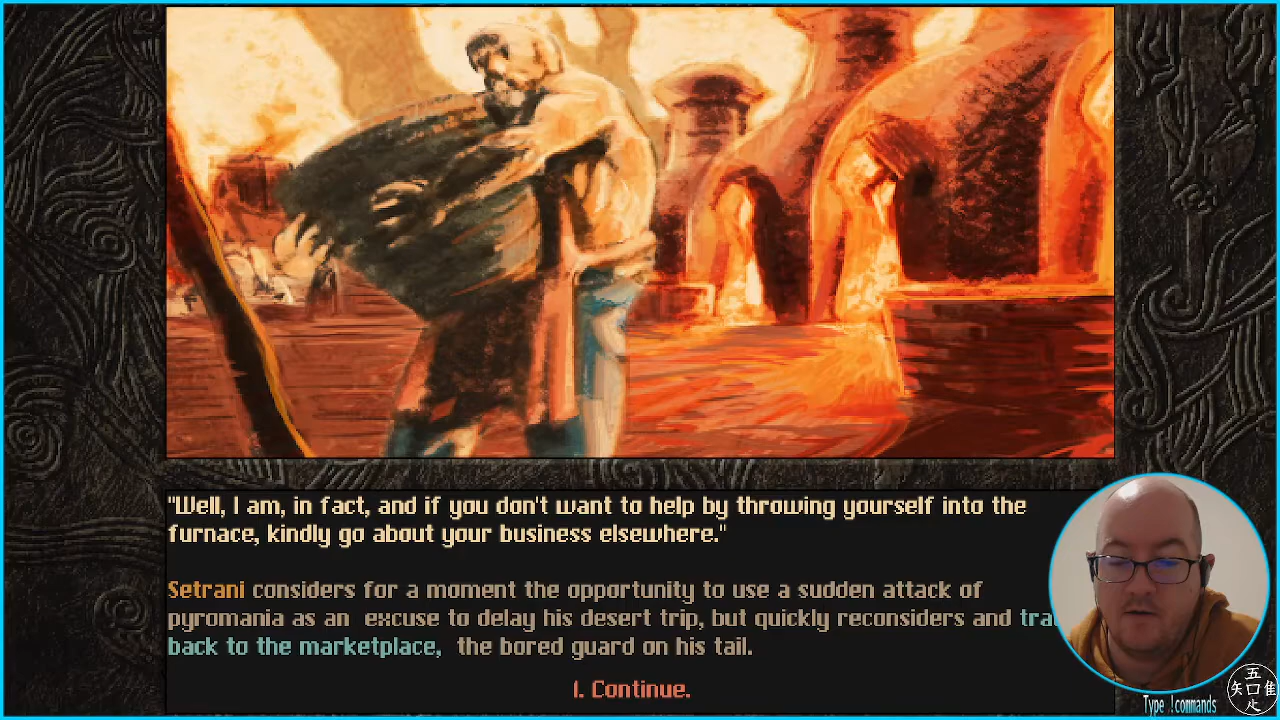 "Well, I am, in fact, and if you don't want to help by throwing yourself into the
furnace, kindly go about your business elsewhere."
Setrani considers for a moment the opportunity to use a sudden attack of
pyromania as an excuse to delay his desert trip, but quickly reconsiders and
back to the marketplace, the bored guard on his tail.
1. Continue.
五
矢口隹
Type !commands